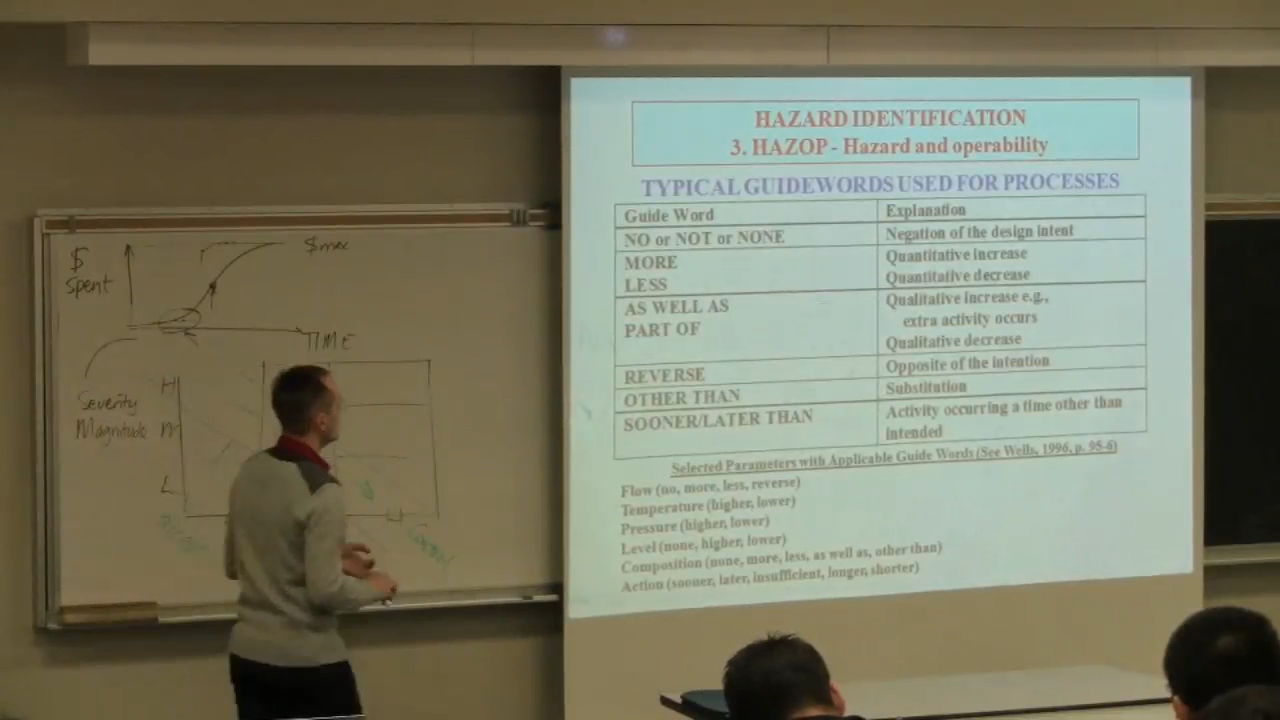 $
spent
$max
TIME
Severity
Magnitude
H
M
L
HAZARD IDENTIFICATION
3. HAZOP - Hazard and operability
TYPICAL GUIDEWORDS USED FOR PROCESSES
Guide Word
Explanation
NO or NOT or NONE
Negation of the design intent
MORE
Quantitative increase
LESS
Quantitative decrease
AS WELL AS
Qualitative increase e.g.,
extra activity occurs
PART OF
Qualitative decrease
REVERSE
Opposite of the intention
OTHER THAN
Substitution
SOONER/LATER THAN
Activity occurring a time other than
intended
Selected Parameters with Applicable Guide Words (See Wells, 1996, p. 95-6)
Flow (no, more, less, reverse)
Temperature (higher, lower)
Pressure (higher, lower)
Level (none, higher, lower)
Composition (none, more, less, as well as, other than)
Action (sooner, later, insufficient, longer, shorter)